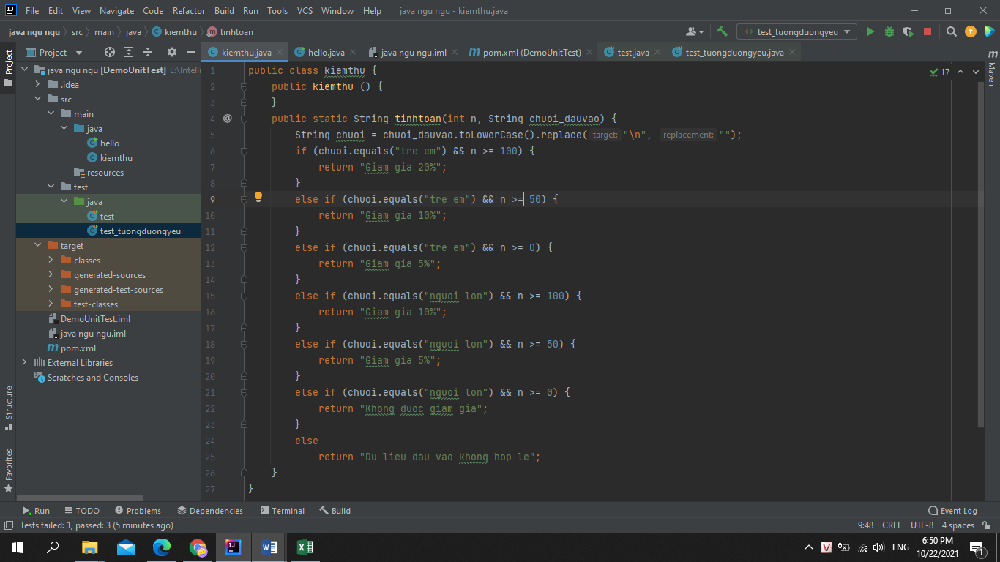 File Edit View Navigate Code Refactor Build Run Tools VCS Window Help java ngu ngu - kiemthu.java
java ngu ngu src main java kiemthu tinhtoan test_tuongduongyeu
Project kiemthu.java hello.java java ngu ngu.iml pom.xml (DemoUnitTest) test.java test_tuongduongyeu.java
Project
Structure
Favorites
Maven
java ngu ngu [DemoUnitTest] E:\Intelli
.idea
src
main
java
hello
kiemthu
resources
test
java
test
test_tuongduongyeu
target
classes
generated-sources
generated-test-sources
test-classes
DemoUnitTest.iml
java ngu ngu.iml
pom.xml
External Libraries
Scratches and Consoles
17
1 public class kiemthu {
2 public kiemthu () {
3 }
4 @ public static String tinhtoan(int n, String chuoi_dauvao) {
5 String chuoi = chuoi_dauvao.toLowerCase().replace( target: "\n", replacement: "");
6 if (chuoi.equals("tre em") && n >= 100) {
7 return "Giam gia 20%";
8 }
9 else if (chuoi.equals("tre em") && n >= 50) {
10 return "Giam gia 10%";
11 }
12 else if (chuoi.equals("tre em") && n >= 0) {
13 return "Giam gia 5%";
14 }
15 else if (chuoi.equals("nguoi lon") && n >= 100) {
16 return "Giam gia 10%";
17 }
18 else if (chuoi.equals("nguoi lon") && n >= 50) {
19 return "Giam gia 5%";
20 }
21 else if (chuoi.equals("nguoi lon") && n >= 0) {
22 return "Khong duoc giam gia";
23 }
24 else
25 return "Du lieu dau vao khong hop le";
26 }
27 }
Run TODO Problems Dependencies Terminal Build Event Log
Tests failed: 1, passed: 3 (5 minutes ago) 9:48 CRLF UTF-8 4 spaces
ENG 6:50 PM
10/22/2021 1